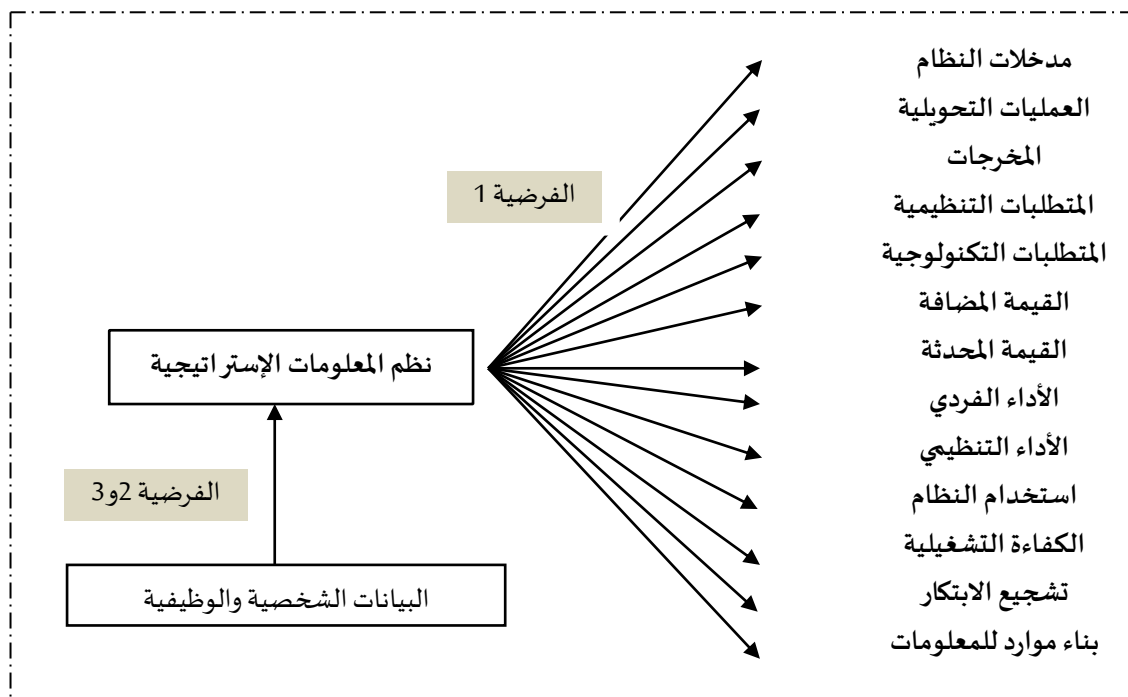 مدخلات النظام
العمليات التحويلية
المخرجات
المتطلبات التنظيمية
المتطلبات التكنولوجية
القيمة المضافة
القيمة المحدثة
الأداء الفردي
الأداء التنظيمي
استخدام النظام
الكفاءة التشغيلية
تشجيع الابتكار
بناء موارد للمعلومات
الفرضية 1
نظم المعلومات الإستراتيجية
الفرضية 2و3
البيانات الشخصية والوظيفية